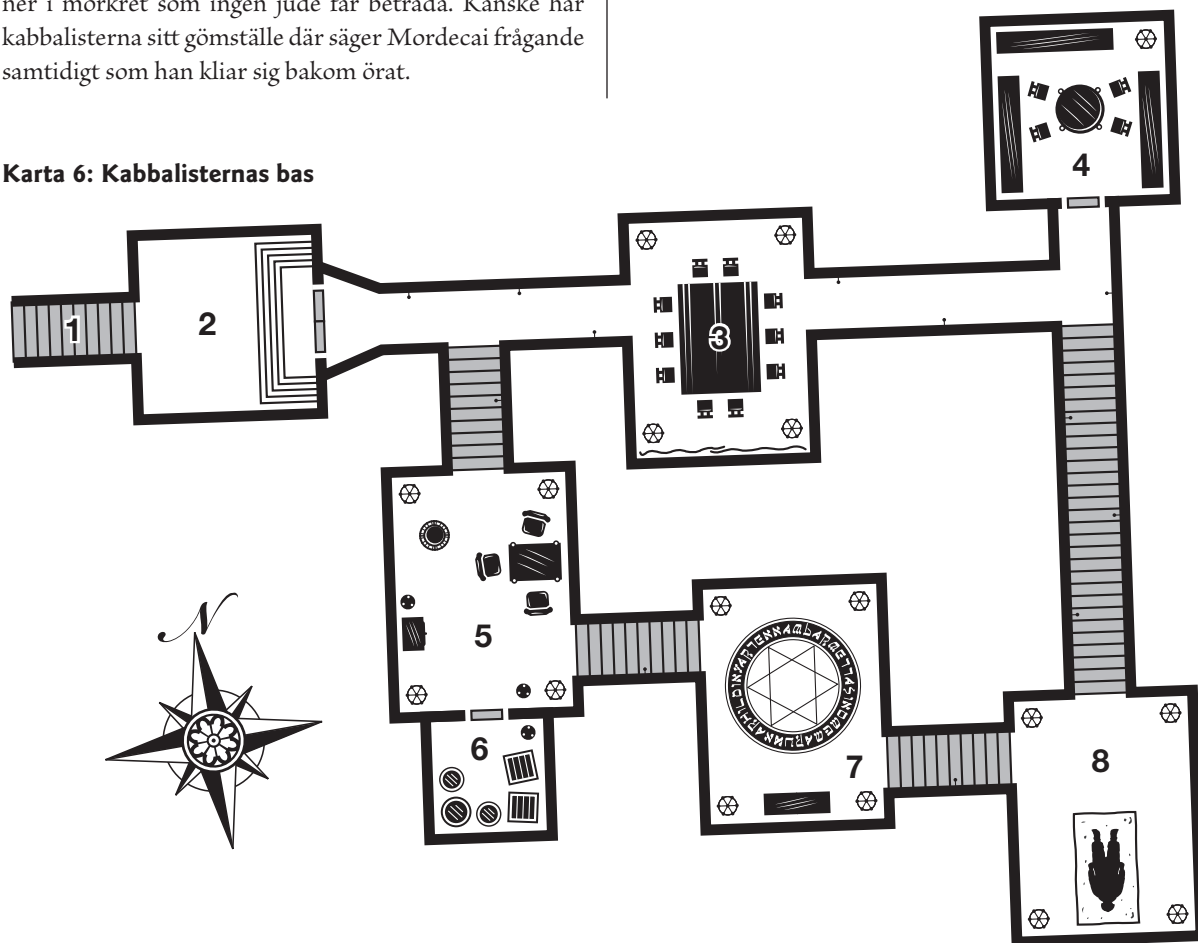 ner i mörkret som ingen jude får beträda. Kanske har
kabbalisterna sitt gömställe där säger Mordecai frågande
samtidigt som han kliar sig bakom örat.
Karta 6: Kabbalisternas bas
1
2
3
4
5
6
7
8
N